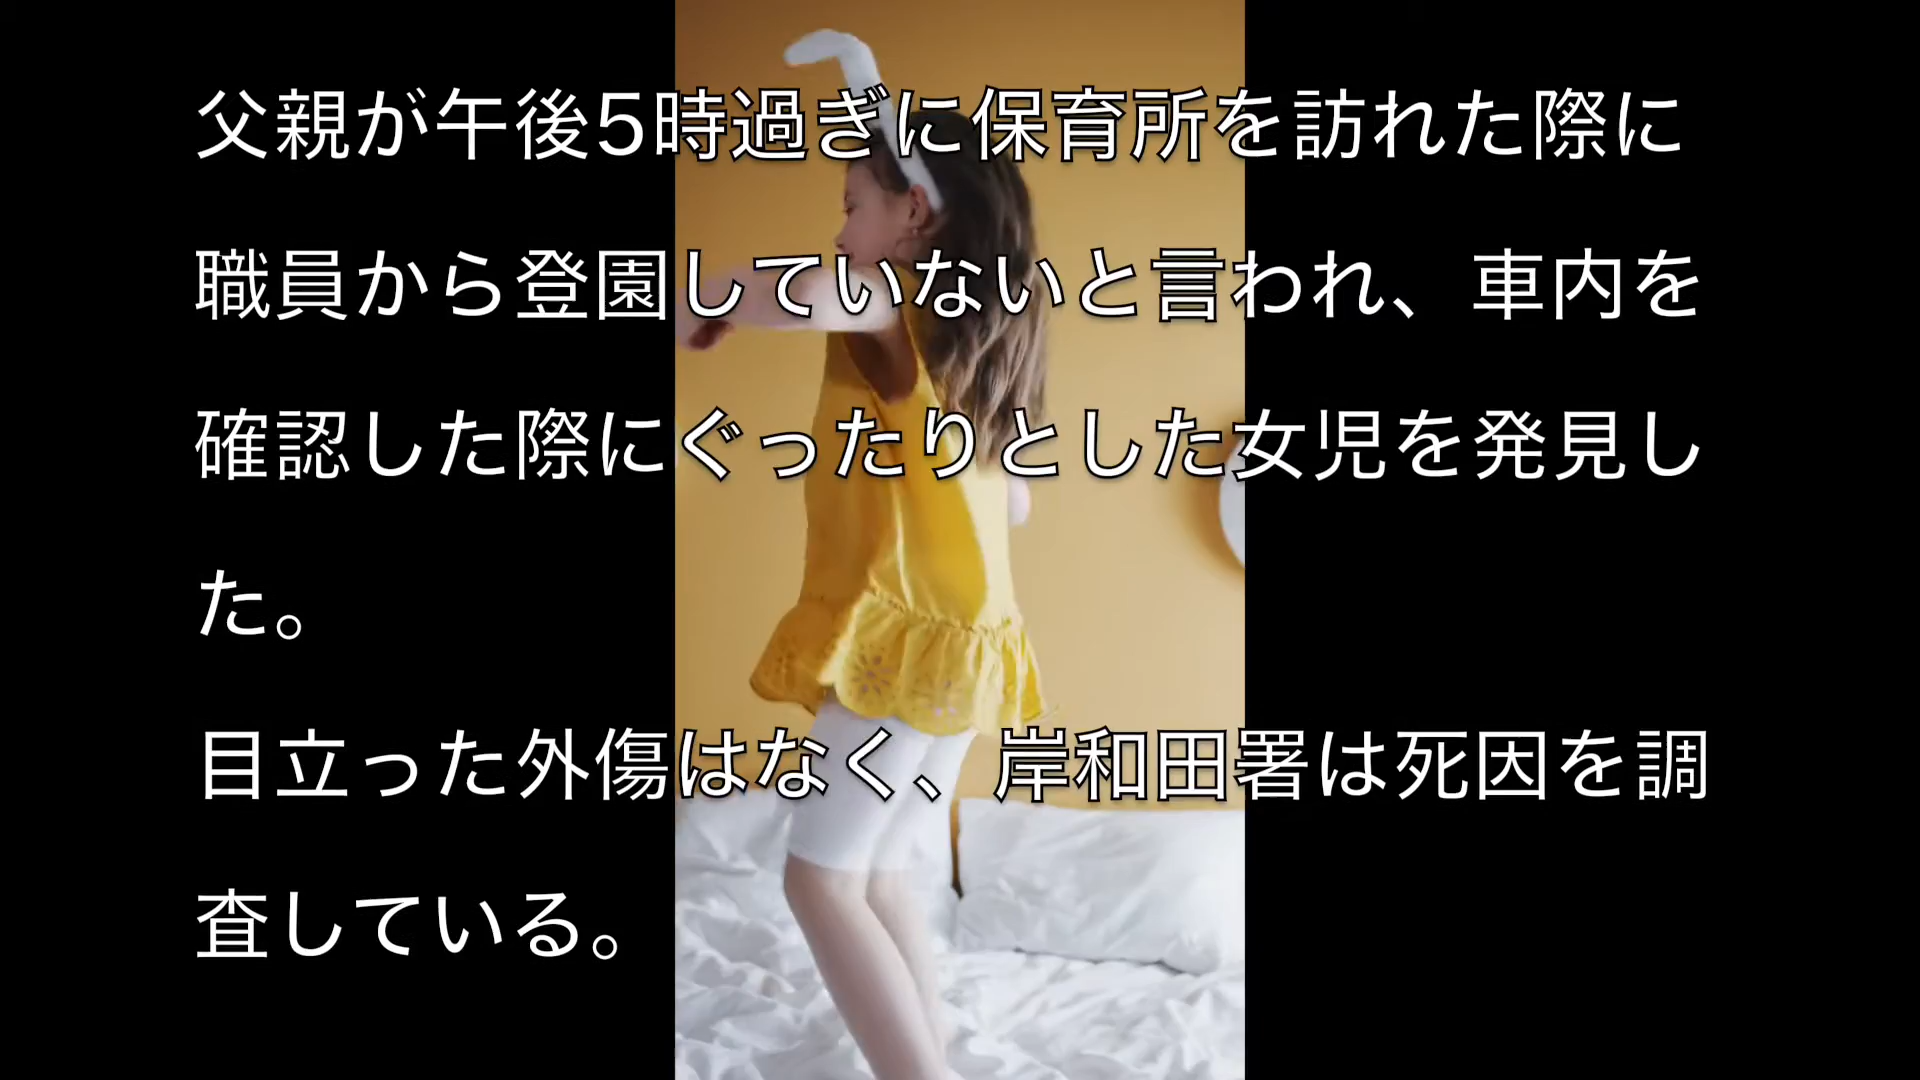 父親が午後5時過ぎに保育所を訪れた際に
職員から登園していないと言われ、車内を
確認した際にぐったりとした女児を発見し
た。
目立った外傷はなく、岸和田署は死因を調
査している。